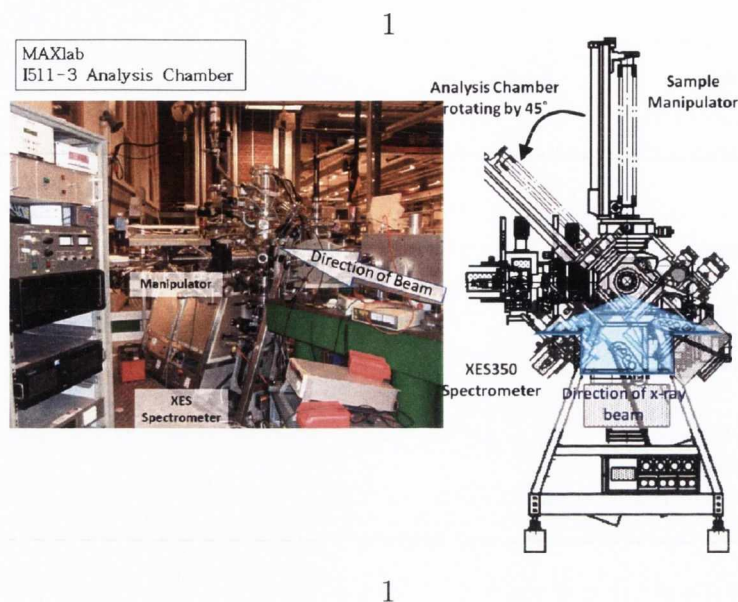 1
MAXlab
I511-3 Analysis Chamber
Analysis Chamber
rotating by 45°
Sample
Manipulator
Direction of Beam
Manipulator
XES
Spectrometer
XES350
Spectrometer
Direction of x-ray
beam
1